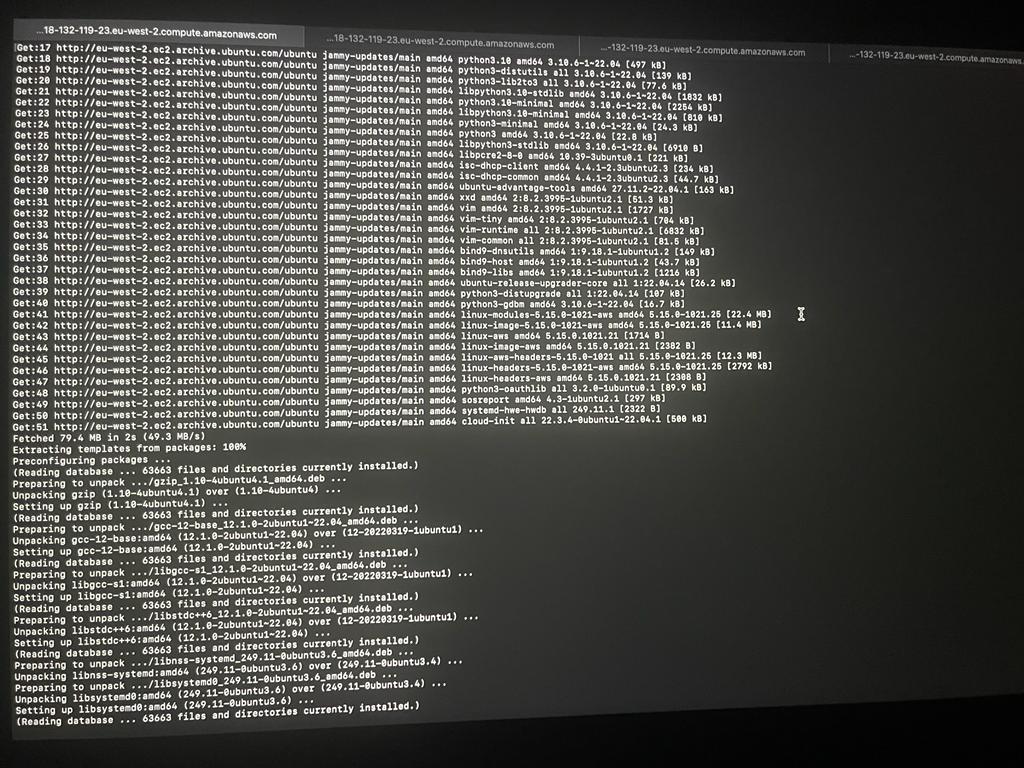 ...18-132-119-23.eu-west-2.compute.amazonaws.com
...18-132-119-23.eu-west-2.compute.amazonaws.com
...-132-119-23.eu-west-2.compute.amazonaws.com
...-132-119-23.eu-west-2.compute.amazonaws.
Get:17 http://eu-west-2.ec2.archive.ubuntu.com/ubuntu jammy-updates/main amd64 python3.10 amd64 3.10.6-1~22.04 [497 kB]
Get:18 http://eu-west-2.ec2.archive.ubuntu.com/ubuntu jammy-updates/main amd64 python3-distutils all 3.10.6-1~22.04 [139 kB]
Get:19 http://eu-west-2.ec2.archive.ubuntu.com/ubuntu jammy-updates/main amd64 python3-lib2to3 all 3.10.6-1~22.04 [77.6 kB]
Get:20 http://eu-west-2.ec2.archive.ubuntu.com/ubuntu jammy-updates/main amd64 libpython3.10-stdlib amd64 3.10.6-1~22.04 [1832 kB]
Get:21 http://eu-west-2.ec2.archive.ubuntu.com/ubuntu jammy-updates/main amd64 python3.10-minimal amd64 3.10.6-1~22.04 [2254 kB]
Get:22 http://eu-west-2.ec2.archive.ubuntu.com/ubuntu jammy-updates/main amd64 libpython3.10-minimal amd64 3.10.6-1~22.04 [810 kB]
Get:23 http://eu-west-2.ec2.archive.ubuntu.com/ubuntu jammy-updates/main amd64 python3-minimal amd64 3.10.6-1~22.04 [24.3 kB]
Get:24 http://eu-west-2.ec2.archive.ubuntu.com/ubuntu jammy-updates/main amd64 python3 amd64 3.10.6-1~22.04 [22.8 kB]
Get:25 http://eu-west-2.ec2.archive.ubuntu.com/ubuntu jammy-updates/main amd64 libpython3-stdlib amd64 3.10.6-1~22.04 [6910 B]
Get:26 http://eu-west-2.ec2.archive.ubuntu.com/ubuntu jammy-updates/main amd64 libpcre2-8-0 amd64 10.39-3ubuntu0.1 [221 kB]
Get:27 http://eu-west-2.ec2.archive.ubuntu.com/ubuntu jammy-updates/main amd64 isc-dhcp-client amd64 4.4.1-2.3ubuntu2.3 [234 kB]
Get:28 http://eu-west-2.ec2.archive.ubuntu.com/ubuntu jammy-updates/main amd64 isc-dhcp-common amd64 4.4.1-2.3ubuntu2.3 [44.7 kB]
Get:29 http://eu-west-2.ec2.archive.ubuntu.com/ubuntu jammy-updates/main amd64 ubuntu-advantage-tools amd64 27.11.2~22.04.1 [163 kB]
Get:30 http://eu-west-2.ec2.archive.ubuntu.com/ubuntu jammy-updates/main amd64 xxd amd64 2:8.2.3995-1ubuntu2.1 [51.3 kB]
Get:31 http://eu-west-2.ec2.archive.ubuntu.com/ubuntu jammy-updates/main amd64 vim amd64 2:8.2.3995-1ubuntu2.1 [1727 kB]
Get:32 http://eu-west-2.ec2.archive.ubuntu.com/ubuntu jammy-updates/main amd64 vim-tiny amd64 2:8.2.3995-1ubuntu2.1 [704 kB]
Get:33 http://eu-west-2.ec2.archive.ubuntu.com/ubuntu jammy-updates/main amd64 vim-runtime all 2:8.2.3995-1ubuntu2.1 [6832 kB]
Get:34 http://eu-west-2.ec2.archive.ubuntu.com/ubuntu jammy-updates/main amd64 vim-common all 2:8.2.3995-1ubuntu2.1 [81.5 kB]
Get:35 http://eu-west-2.ec2.archive.ubuntu.com/ubuntu jammy-updates/main amd64 bind9-dnsutils amd64 1:9.18.1-1ubuntu1.2 [149 kB]
Get:36 http://eu-west-2.ec2.archive.ubuntu.com/ubuntu jammy-updates/main amd64 bind9-host amd64 1:9.18.1-1ubuntu1.2 [43.7 kB]
Get:37 http://eu-west-2.ec2.archive.ubuntu.com/ubuntu jammy-updates/main amd64 bind9-libs amd64 1:9.18.1-1ubuntu1.2 [1216 kB]
Get:38 http://eu-west-2.ec2.archive.ubuntu.com/ubuntu jammy-updates/main amd64 ubuntu-release-upgrader-core all 1:22.04.14 [26.2 kB]
Get:39 http://eu-west-2.ec2.archive.ubuntu.com/ubuntu jammy-updates/main amd64 python3-distupgrade all 1:22.04.14 [107 kB]
Get:40 http://eu-west-2.ec2.archive.ubuntu.com/ubuntu jammy-updates/main amd64 python3-gdbm amd64 3.10.6-1~22.04 [16.7 kB]
Get:41 http://eu-west-2.ec2.archive.ubuntu.com/ubuntu jammy-updates/main amd64 linux-modules-5.15.0-1021-aws amd64 5.15.0-1021.25 [22.4 MB]
Get:42 http://eu-west-2.ec2.archive.ubuntu.com/ubuntu jammy-updates/main amd64 linux-image-5.15.0-1021-aws amd64 5.15.0-1021.25 [11.4 MB]
Get:43 http://eu-west-2.ec2.archive.ubuntu.com/ubuntu jammy-updates/main amd64 linux-aws amd64 5.15.0.1021.21 [1714 B]
Get:44 http://eu-west-2.ec2.archive.ubuntu.com/ubuntu jammy-updates/main amd64 linux-image-aws amd64 5.15.0.1021.21 [2382 B]
Get:45 http://eu-west-2.ec2.archive.ubuntu.com/ubuntu jammy-updates/main amd64 linux-aws-headers-5.15.0-1021 all 5.15.0-1021.25 [12.3 MB]
Get:46 http://eu-west-2.ec2.archive.ubuntu.com/ubuntu jammy-updates/main amd64 linux-headers-5.15.0-1021-aws amd64 5.15.0-1021.25 [2792 kB]
Get:47 http://eu-west-2.ec2.archive.ubuntu.com/ubuntu jammy-updates/main amd64 linux-headers-aws amd64 5.15.0.1021.21 [2308 B]
Get:48 http://eu-west-2.ec2.archive.ubuntu.com/ubuntu jammy-updates/main amd64 python3-oauthlib all 3.2.0-1ubuntu0.1 [89.9 kB]
Get:49 http://eu-west-2.ec2.archive.ubuntu.com/ubuntu jammy-updates/main amd64 sosreport amd64 4.3-1ubuntu2.1 [297 kB]
Get:50 http://eu-west-2.ec2.archive.ubuntu.com/ubuntu jammy-updates/main amd64 systemd-hwe-hwdb all 249.11.1 [2322 B]
Get:51 http://eu-west-2.ec2.archive.ubuntu.com/ubuntu jammy-updates/main amd64 cloud-init all 22.3.4-0ubuntu1~22.04.1 [500 kB]
Fetched 79.4 MB in 2s (49.3 MB/s)
Extracting templates from packages: 100%
Preconfiguring packages ...
(Reading database ... 63663 files and directories currently installed.)
Preparing to unpack .../gzip_1.10-4ubuntu4.1_amd64.deb ...
Unpacking gzip (1.10-4ubuntu4.1) over (1.10-4ubuntu4) ...
Setting up gzip (1.10-4ubuntu4.1) ...
(Reading database ... 63663 files and directories currently installed.)
Preparing to unpack .../gcc-12-base_12.1.0-2ubuntu1~22.04_amd64.deb ...
Unpacking gcc-12-base:amd64 (12.1.0-2ubuntu1~22.04) over (12-20220319-1ubuntu1) ...
Setting up gcc-12-base:amd64 (12.1.0-2ubuntu1~22.04) ...
(Reading database ... 63663 files and directories currently installed.)
Preparing to unpack .../libgcc-s1_12.1.0-2ubuntu1~22.04_amd64.deb ...
Unpacking libgcc-s1:amd64 (12.1.0-2ubuntu1~22.04) over (12-20220319-1ubuntu1) ...
Setting up libgcc-s1:amd64 (12.1.0-2ubuntu1~22.04) ...
(Reading database ... 63663 files and directories currently installed.)
Preparing to unpack .../libstdc++6_12.1.0-2ubuntu1~22.04_amd64.deb ...
Unpacking libstdc++6:amd64 (12.1.0-2ubuntu1~22.04) over (12-20220319-1ubuntu1) ...
Setting up libstdc++6:amd64 (12.1.0-2ubuntu1~22.04) ...
(Reading database ... 63663 files and directories currently installed.)
Preparing to unpack .../libnss-systemd_249.11-0ubuntu3.6_amd64.deb ...
Unpacking libnss-systemd:amd64 (249.11-0ubuntu3.6) over (249.11-0ubuntu3.4) ...
Preparing to unpack .../libsystemd0_249.11-0ubuntu3.6_amd64.deb ...
Unpacking libsystemd0:amd64 (249.11-0ubuntu3.6) over (249.11-0ubuntu3.4) ...
Setting up libsystemd0:amd64 (249.11-0ubuntu3.6) ...
(Reading database ... 63663 files and directories currently installed.)